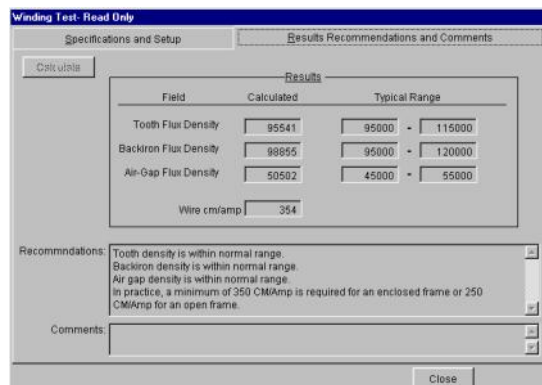 Winding Test- Read Only
Specifications and Setup
Results Recommendations and Comments
Calculate
Results
Field Calculated Typical Range
Tooth Flux Density 95541 95000 - 115000
Backiron Flux Density 98855 95000 - 120000
Air-Gap Flux Density 50502 45000 - 55000
Wire cm/amp 354
Recommndations: Tooth density is within normal range.
Backiron density is within normal range.
Air gap density is within normal range.
In practice, a minimum of 350 CM/Amp is required for an enclosed frame or 250
CM/Amp for an open frame.
Comments:
Close